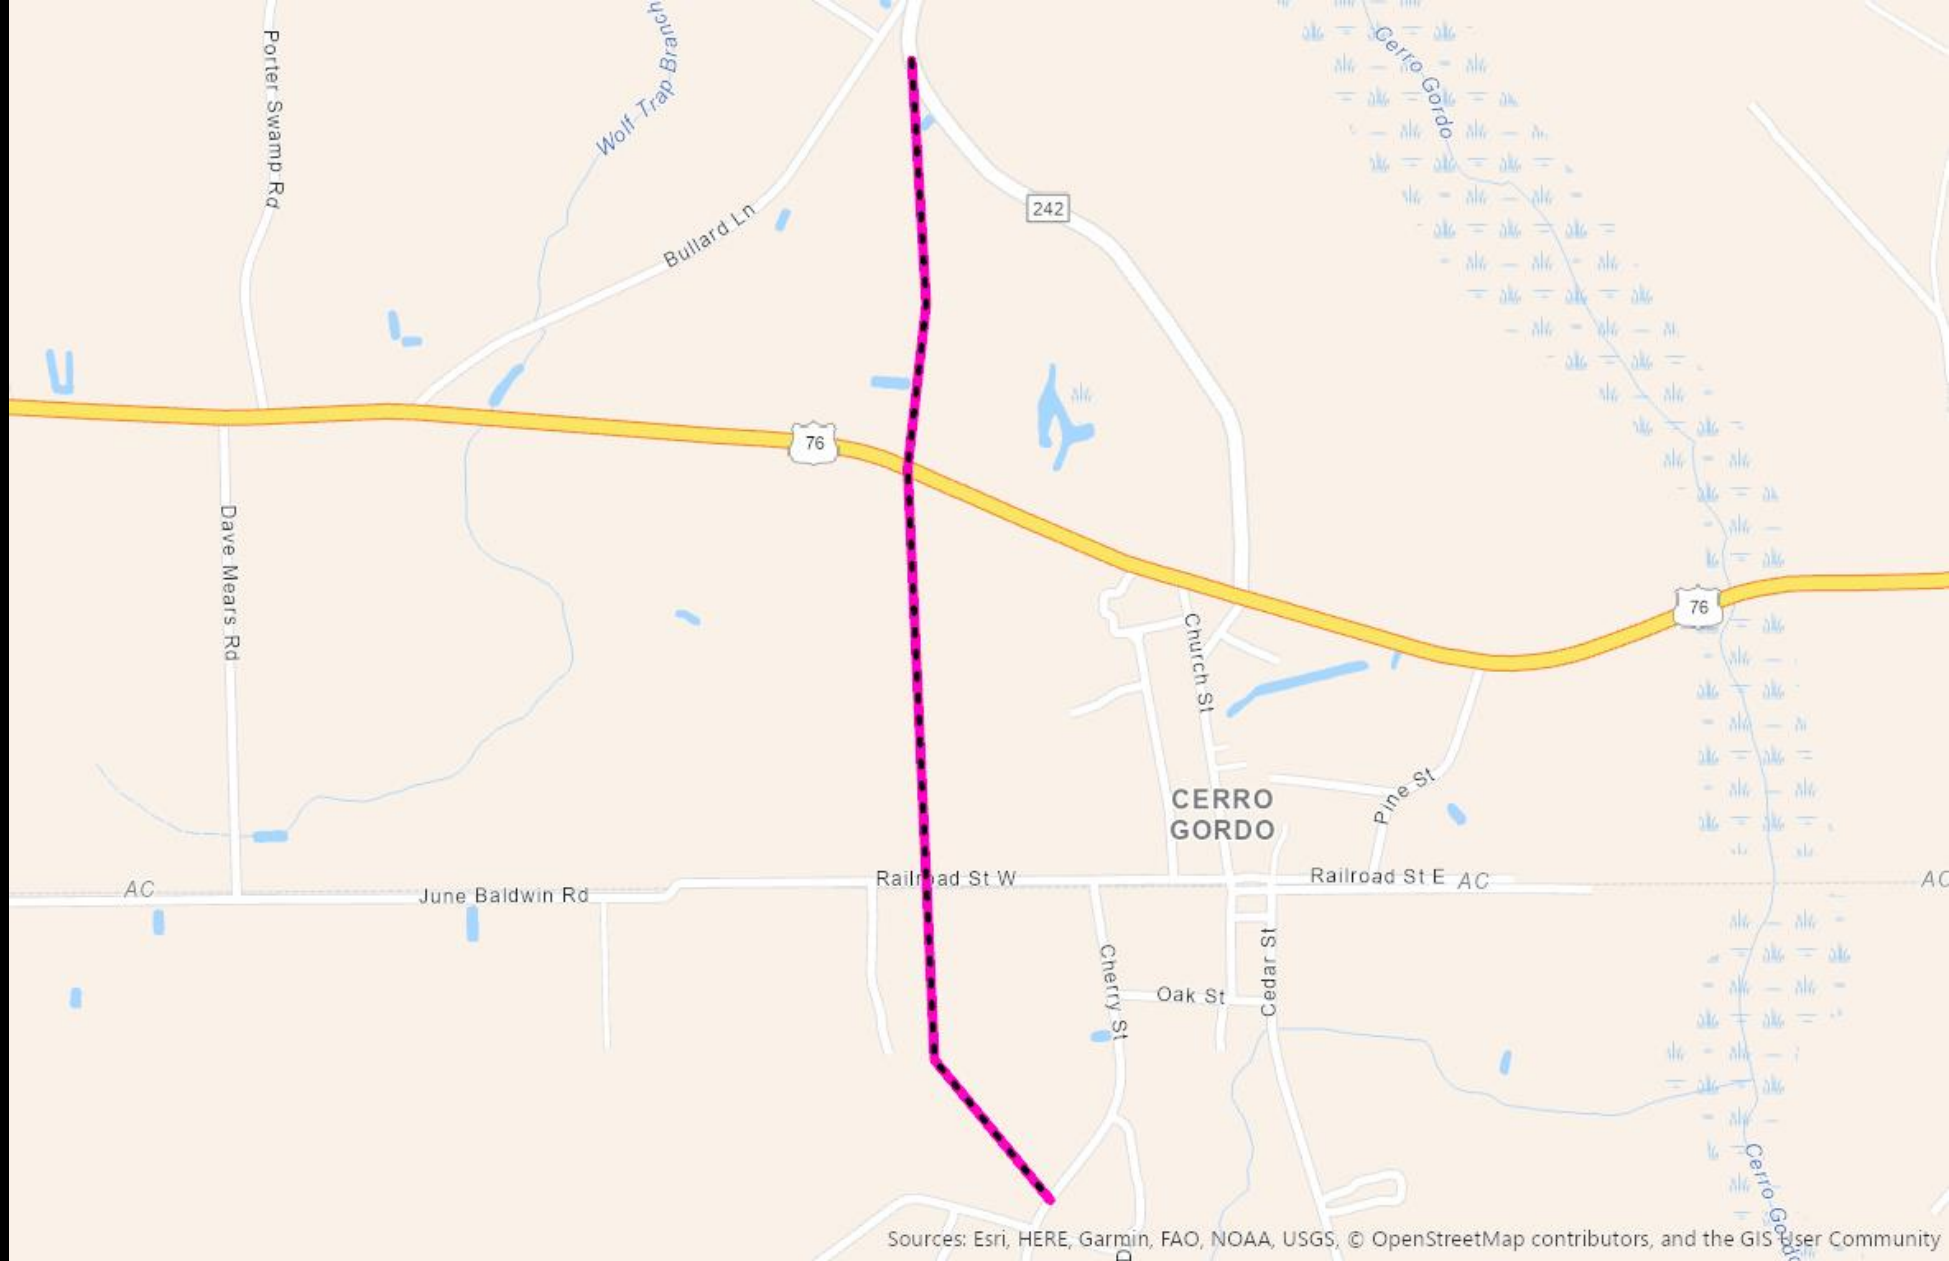 Porter Swamp Rd
Wolf Trap Branch
Cerro Gordo
242
Bullard Ln
76
76
Dave Mears Rd
Church St
CERRO
GORDO
Pine St
AC
June Baldwin Rd
Railroad St W
Railroad St E
AC
AC
Cherry St
Oak St
Cedar St
Cerro Gordo
D
Sources: Esri, HERE, Garmin, FAO, NOAA, USGS, © OpenStreetMap contributors, and the GIS User Community